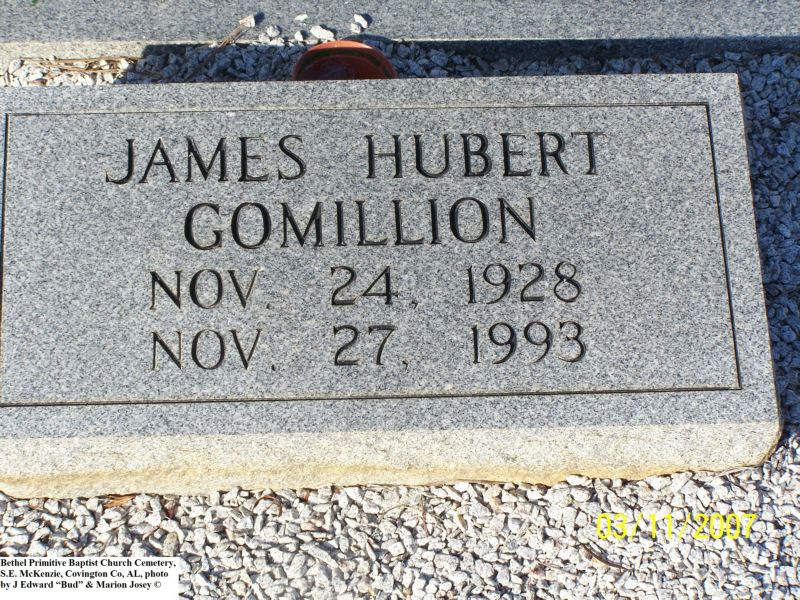 JAMES HUBERT
GOMILLION
NOV. 24, 1928
NOV. 27, 1993
03/11/2007
Bethel Primitive Baptist Church Cemetery,
S.E. McKenzie, Covington Co, AL, photo
by J Edward “Bud” & Marion Josey ©